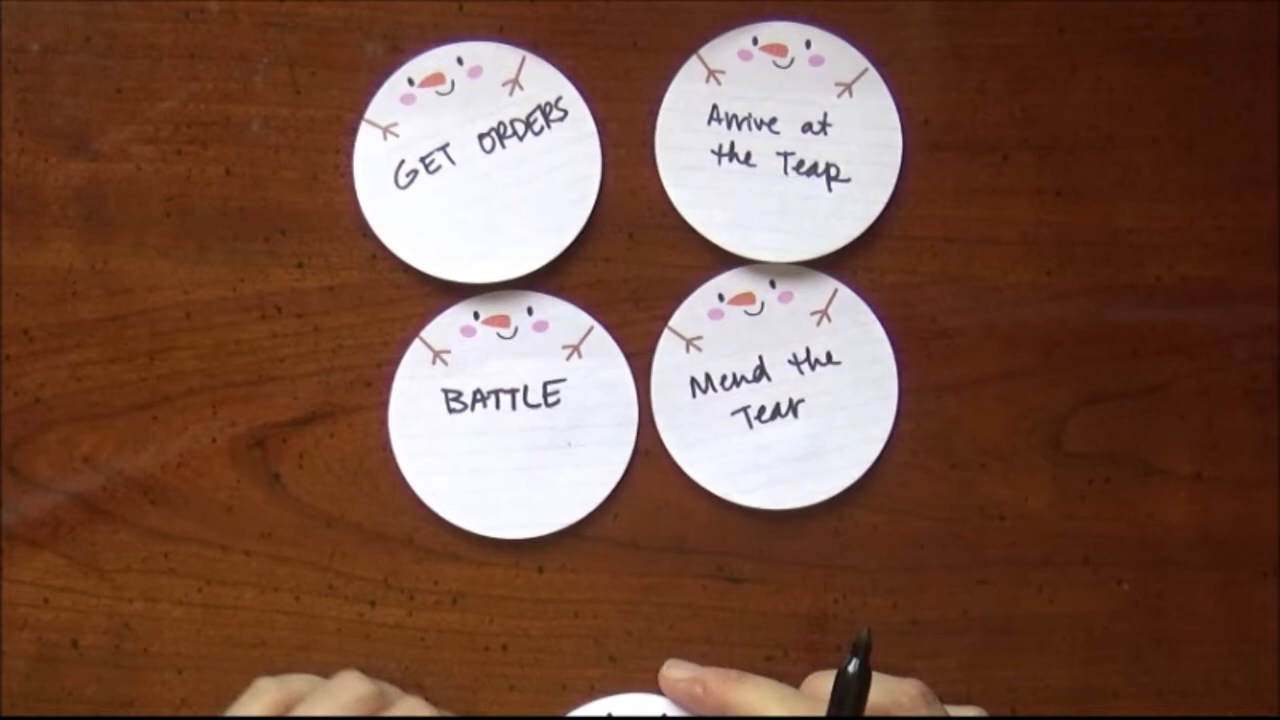 GET ORDERS
Arrive at
the Tear
BATTLE
Mend the
Tear